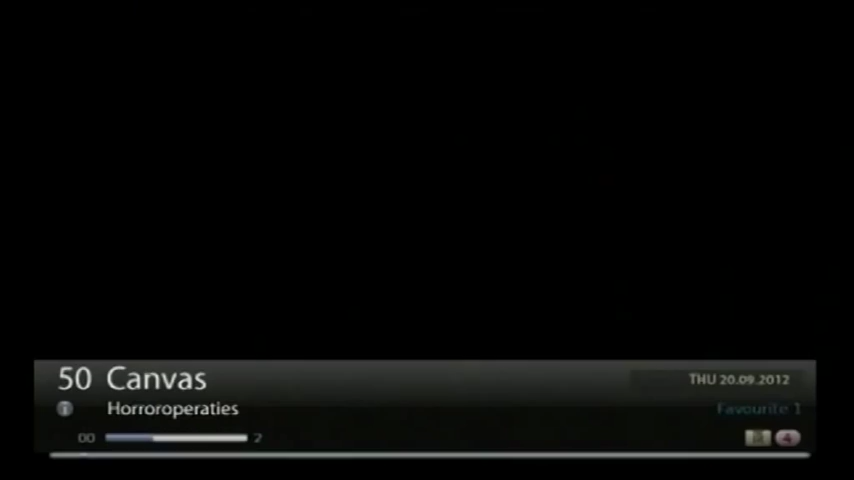 50 Canvas
THU 20.09.2012
Horroroperaties
Favourite 1
00
2
4